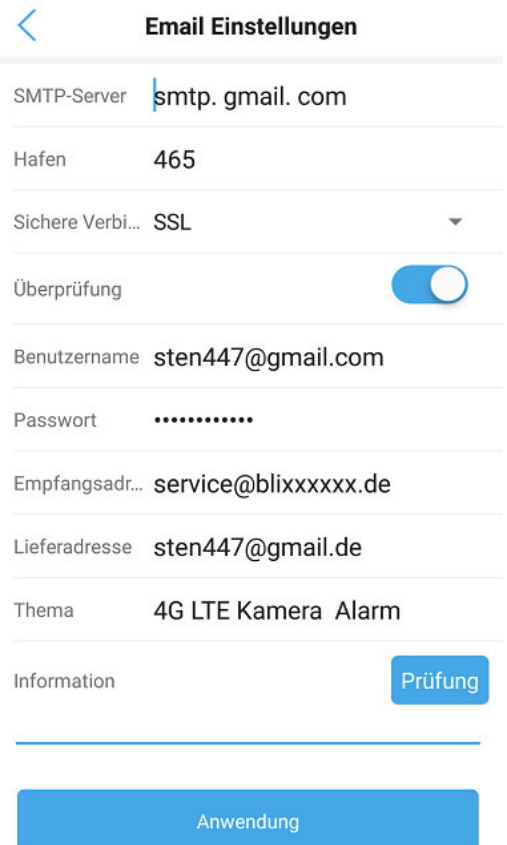 Email Einstellungen
SMTP-Server smtp. gmail. com
Hafen 465
Sichere Verbi... SSL
Überprüfung
Benutzername sten447@gmail.com
Passwort ••••••••••••
Empfangsadr... service@blixxxxxx.de
Lieferadresse sten447@gmail.de
Thema 4G LTE Kamera  Alarm
Information Prüfung
Anwendung